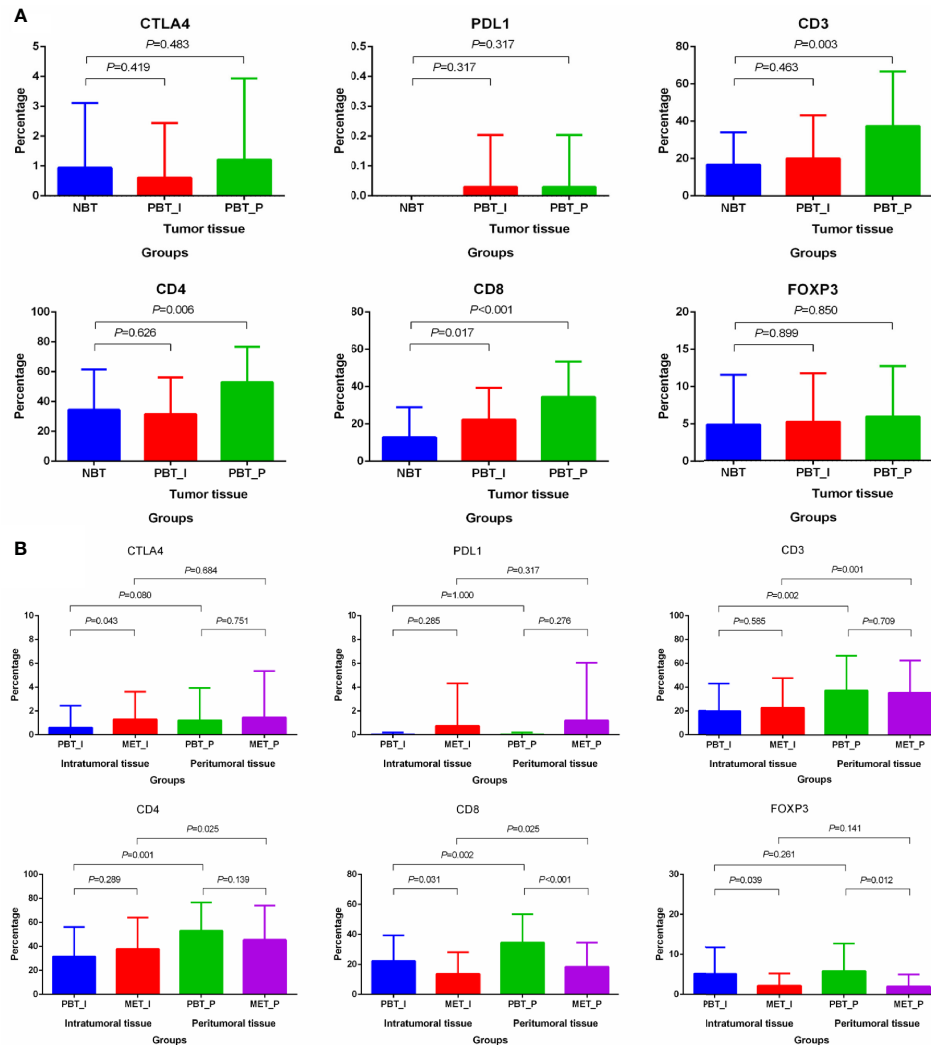 A
CTLA4
P=0.483
P=0.419
Percentage
5
4
3
2
1
0
NBT PBT_I PBT_P
Tumor tissue
Groups
PDL1
P=0.317
P=0.317
Percentage
0.5
0.4
0.3
0.2
0.1
0.0
NBT PBT_I PBT_P
Tumor tissue
Groups
CD3
P=0.003
P=0.463
Percentage
80
60
40
20
0
NBT PBT_I PBT_P
Tumor tissue
Groups
CD4
P=0.006
P=0.626
Percentage
100
80
60
40
20
0
NBT PBT_I PBT_P
Tumor tissue
Groups
CD8
P<0.001
P=0.017
Percentage
80
60
40
20
0
NBT PBT_I PBT_P
Tumor tissue
Groups
FOXP3
P=0.850
P=0.899
Percentage
20
15
10
5
0
NBT PBT_I PBT_P
Tumor tissue
Groups
B
CTLA4
P=0.684
P=0.080
P=0.043 P=0.751
Percentage
10
8
6
4
2
0
PBT_I MET_I PBT_P MET_P
Intratumoral tissue Peritumoral tissue
Groups
PDL1
P=0.317
P=1.000
P=0.285 P=0.276
Percentage
10
8
6
4
2
0
PBT_I MET_I PBT_P MET_P
Intratumoral tissue Peritumoral tissue
Groups
CD3
P=0.001
P=0.002
P=0.585 P=0.709
Percentage
100
80
60
40
20
0
PBT_I MET_I PBT_P MET_P
Intratumoral tissue Peritumoral tissue
Groups
CD4
P=0.025
P=0.001
P=0.289 P=0.139
Percentage
100
80
60
40
20
0
PBT_I MET_I PBT_P MET_P
Intratumoral tissue Peritumoral tissue
Groups
CD8
P=0.025
P=0.002
P=0.031 P<0.001
Percentage
80
60
40
20
0
PBT_I MET_I PBT_P MET_P
Intratumoral tissue Peritumoral tissue
Groups
FOXP3
P=0.141
P=0.261
P=0.039 P=0.012
Percentage
30
20
10
0
PBT_I MET_I PBT_P MET_P
Intratumoral tissue Peritumoral tissue
Groups